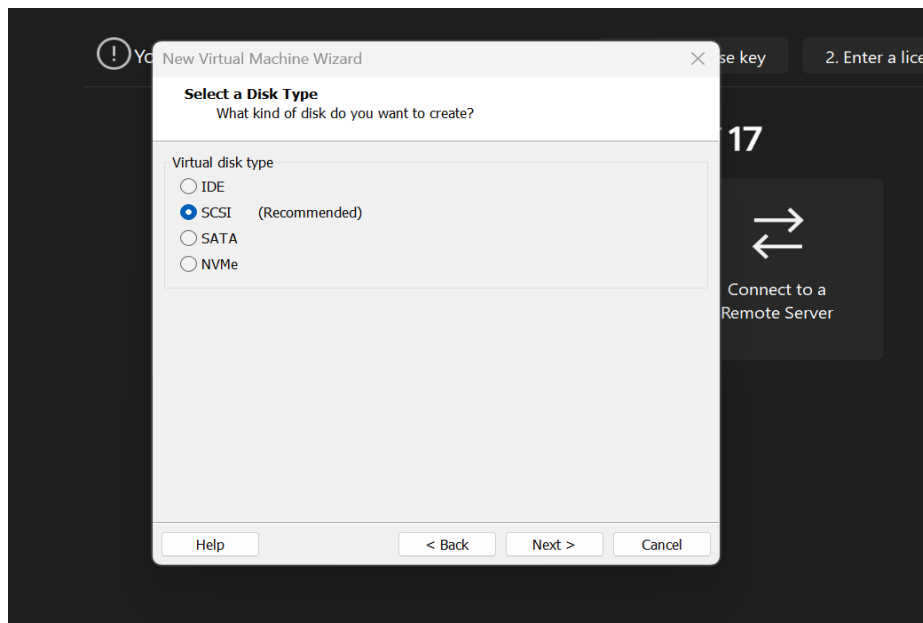 Yo
se key
2. Enter a lice
New Virtual Machine Wizard
Select a Disk Type
What kind of disk do you want to create?
17
Virtual disk type
IDE
SCSI (Recommended)
SATA
NVMe
Connect to a
Remote Server
Help
< Back
Next >
Cancel